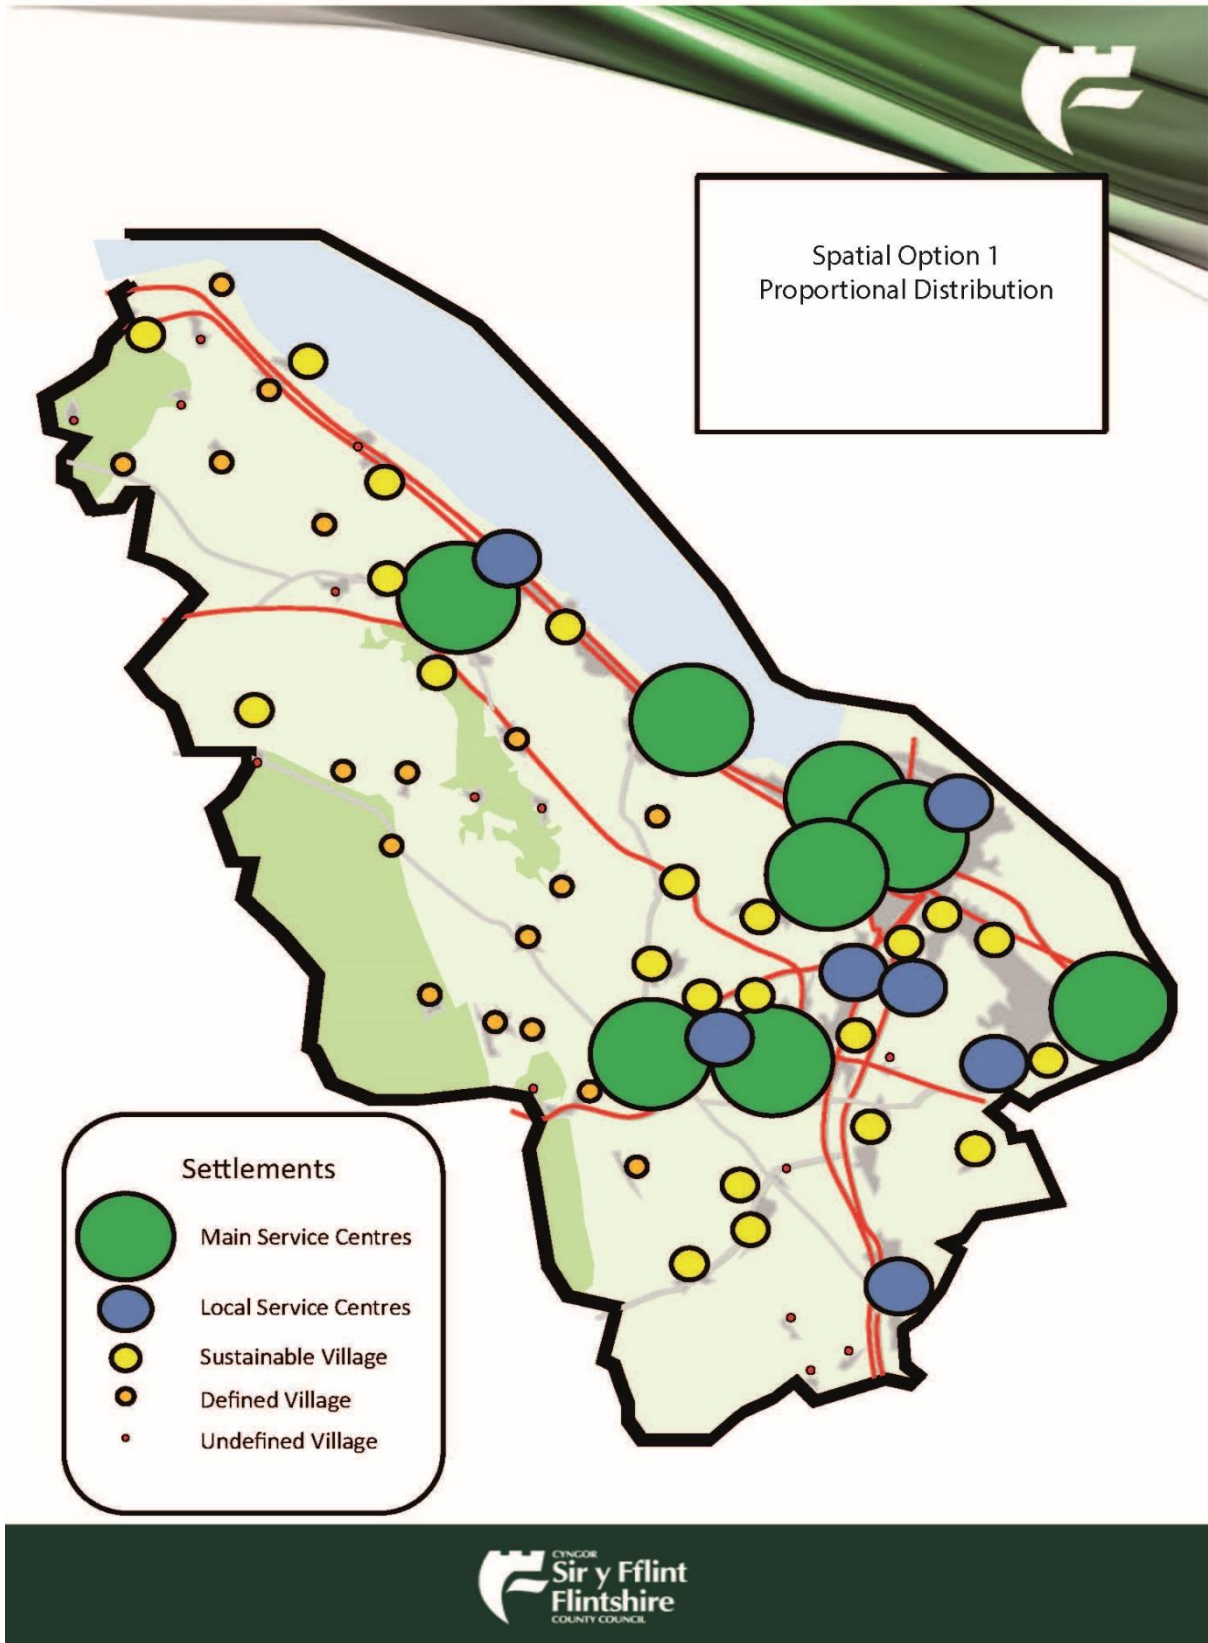 Spatial Option 1
Proportional Distribution
Settlements
Main Service Centres
Local Service Centres
Sustainable Village
Defined Village
Undefined Village
CYNGOR
Sir y Fflint
Flintshire
COUNTY COUNCIL